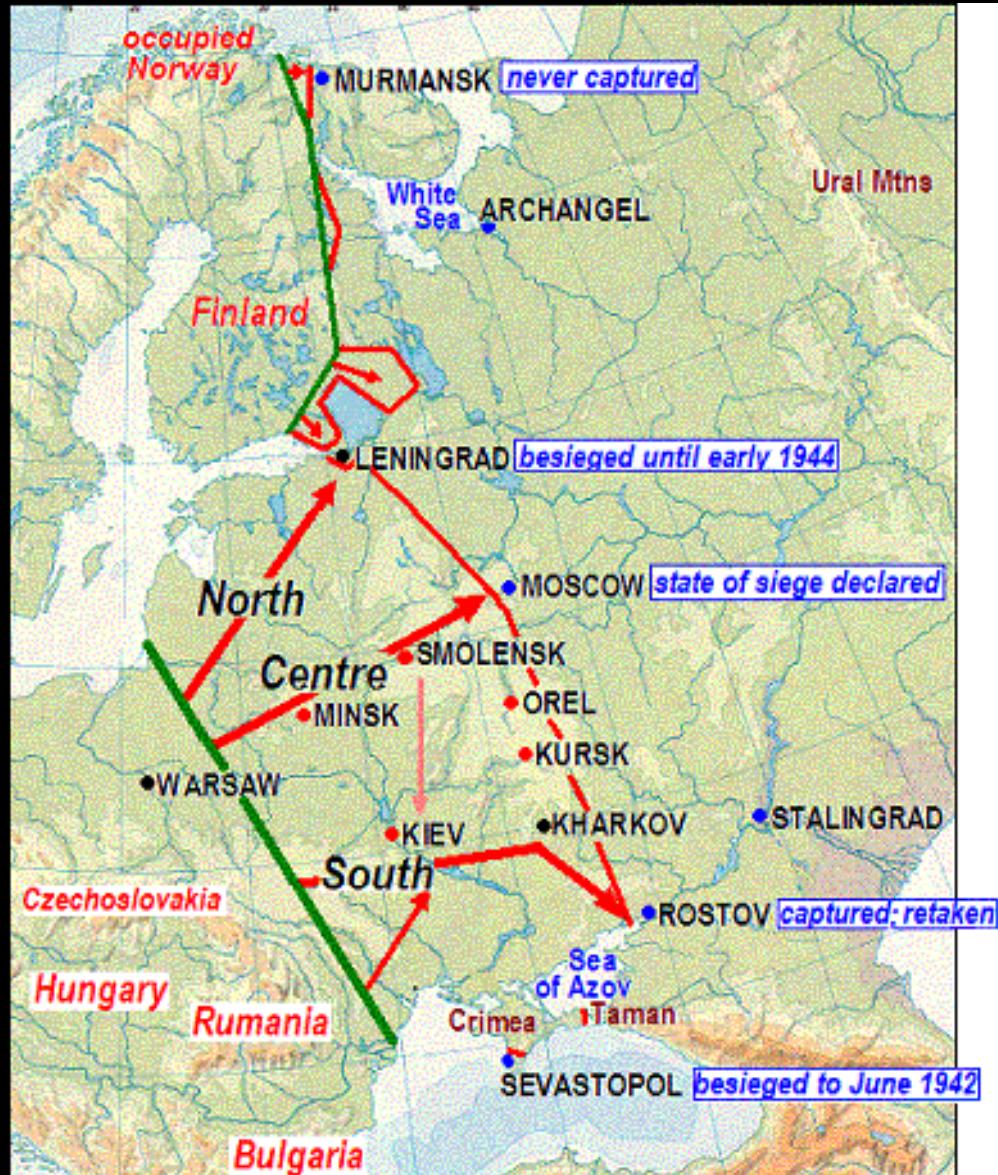 occupied
Norway
MURMANSK never captured
Ural Mtns
White
Sea
ARCHANGEL
Finland
LENINGRAD besieged until early 1944
North
MOSCOW state of siege declared
SMOLENSK
Centre
OREL
MINSK
KURSK
WARSAW
STALINGRAD
KHARKOV
KIEV
South
Czechoslovakia
ROSTOV captured; retaken
Sea
of Azov
Hungary
Rumania
Crimea
Taman
SEVASTOPOL besieged to June 1942
Bulgaria